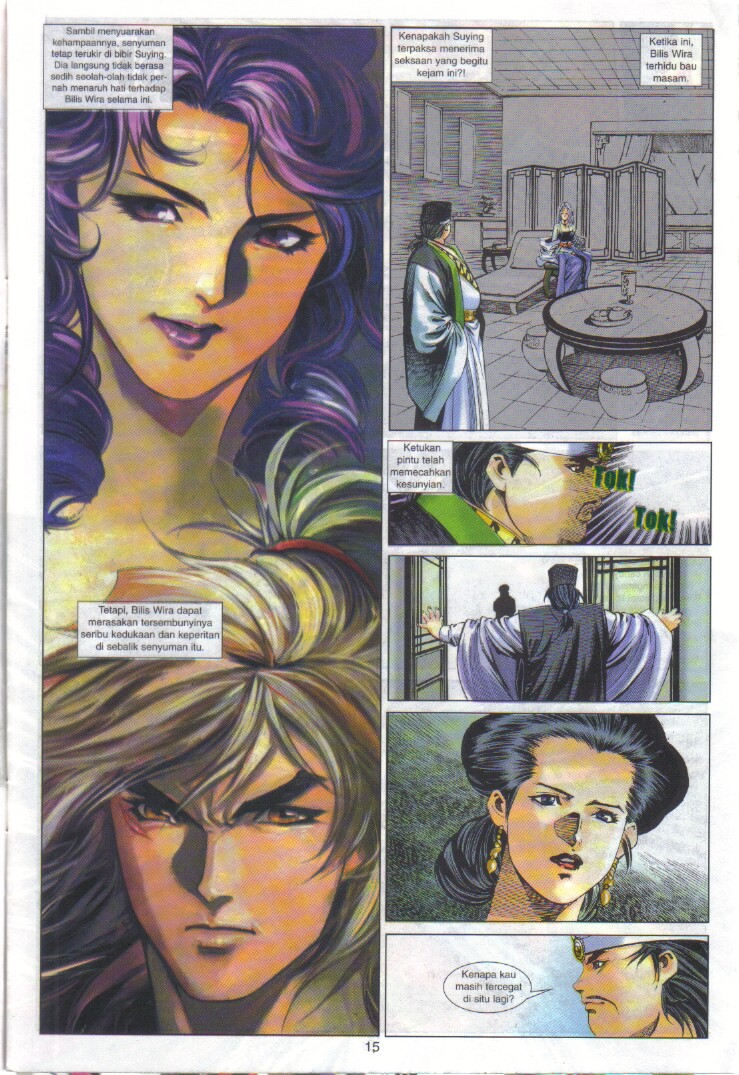 Sambil menyuarakan
kehampaannya, senyuman
tetap terukir di bibir Suying.
Dia langsung tidak berasa
sedih seolah-olah tidak per-
nah menaruh hati terhadap
Bilis Wira selama ini.
Tetapi, Bilis Wira dapat
merasakan tersembunyinya
seribu kedukaan dan keperitan
di sebalik senyuman itu.
Kenapakah Suying
terpaksa menerima
seksaan yang begitu
kejam ini?!
Ketika ini,
Bilis Wira
terhidu bau
masam.
Ketukan
pintu telah
memecahkan
kesunyian.
Tok!
Tok!
Kenapa kau
masih tercegat
di situ lagi?
15